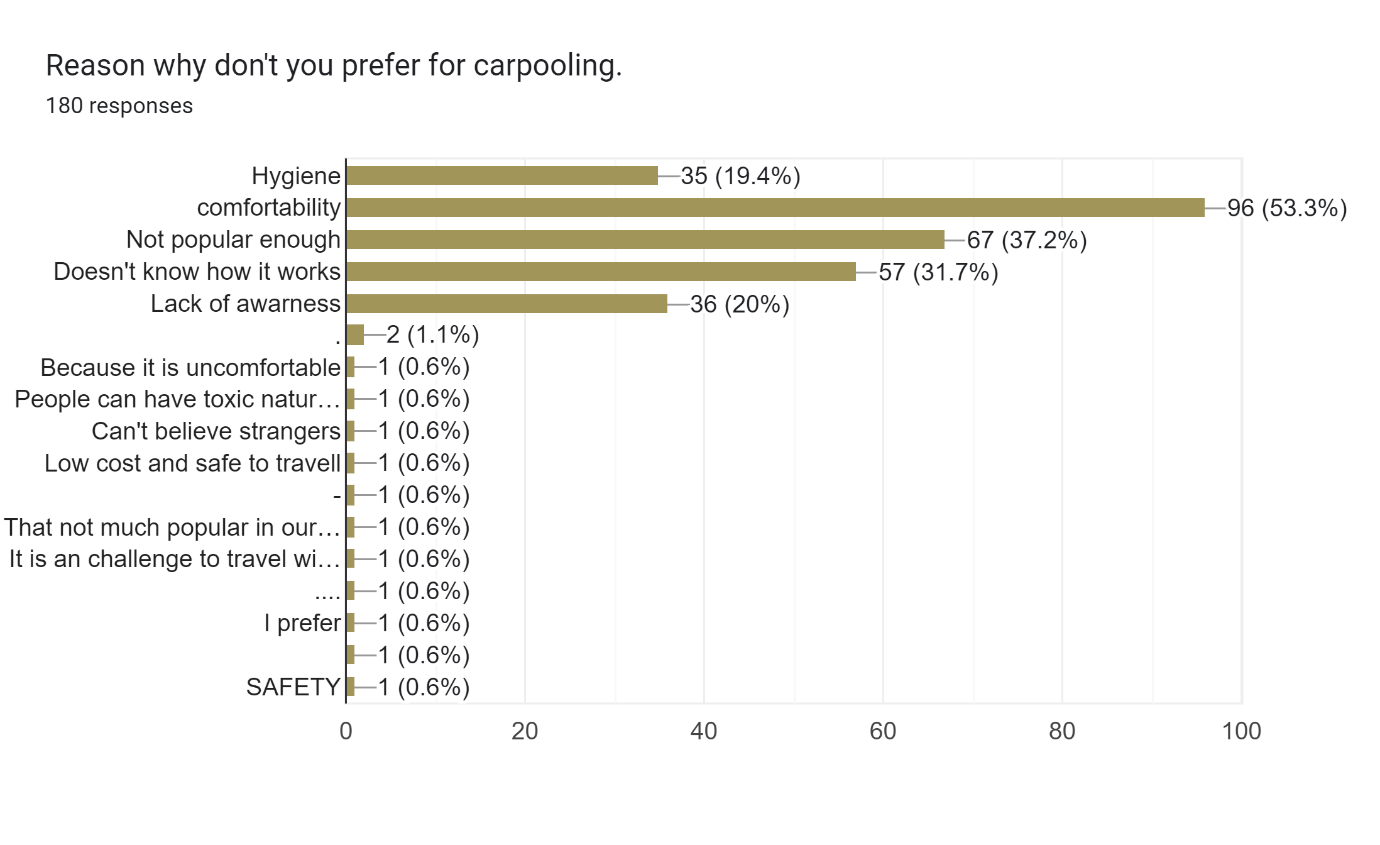 Reason why don't you prefer for carpooling.
180 responses
Hygiene 35 (19.4%)
comfortability 96 (53.3%)
Not popular enough 67 (37.2%)
Doesn't know how it works 57 (31.7%)
Lack of awarness 36 (20%)
. 2 (1.1%)
Because it is uncomfortable 1 (0.6%)
People can have toxic natur… 1 (0.6%)
Can't believe strangers 1 (0.6%)
Low cost and safe to travell 1 (0.6%)
- 1 (0.6%)
That not much popular in our… 1 (0.6%)
It is an challenge to travel wi… 1 (0.6%)
.... 1 (0.6%)
I prefer 1 (0.6%)
1 (0.6%)
SAFETY 1 (0.6%)
0 20 40 60 80 100